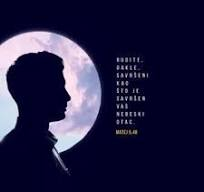 BUDITE,
DAKLE,
SAVRŠENI
KAO
ŠTO JE
SAVRŠEN
VAŠ
NEBESKI
OTAC.
MATEJ 5,48